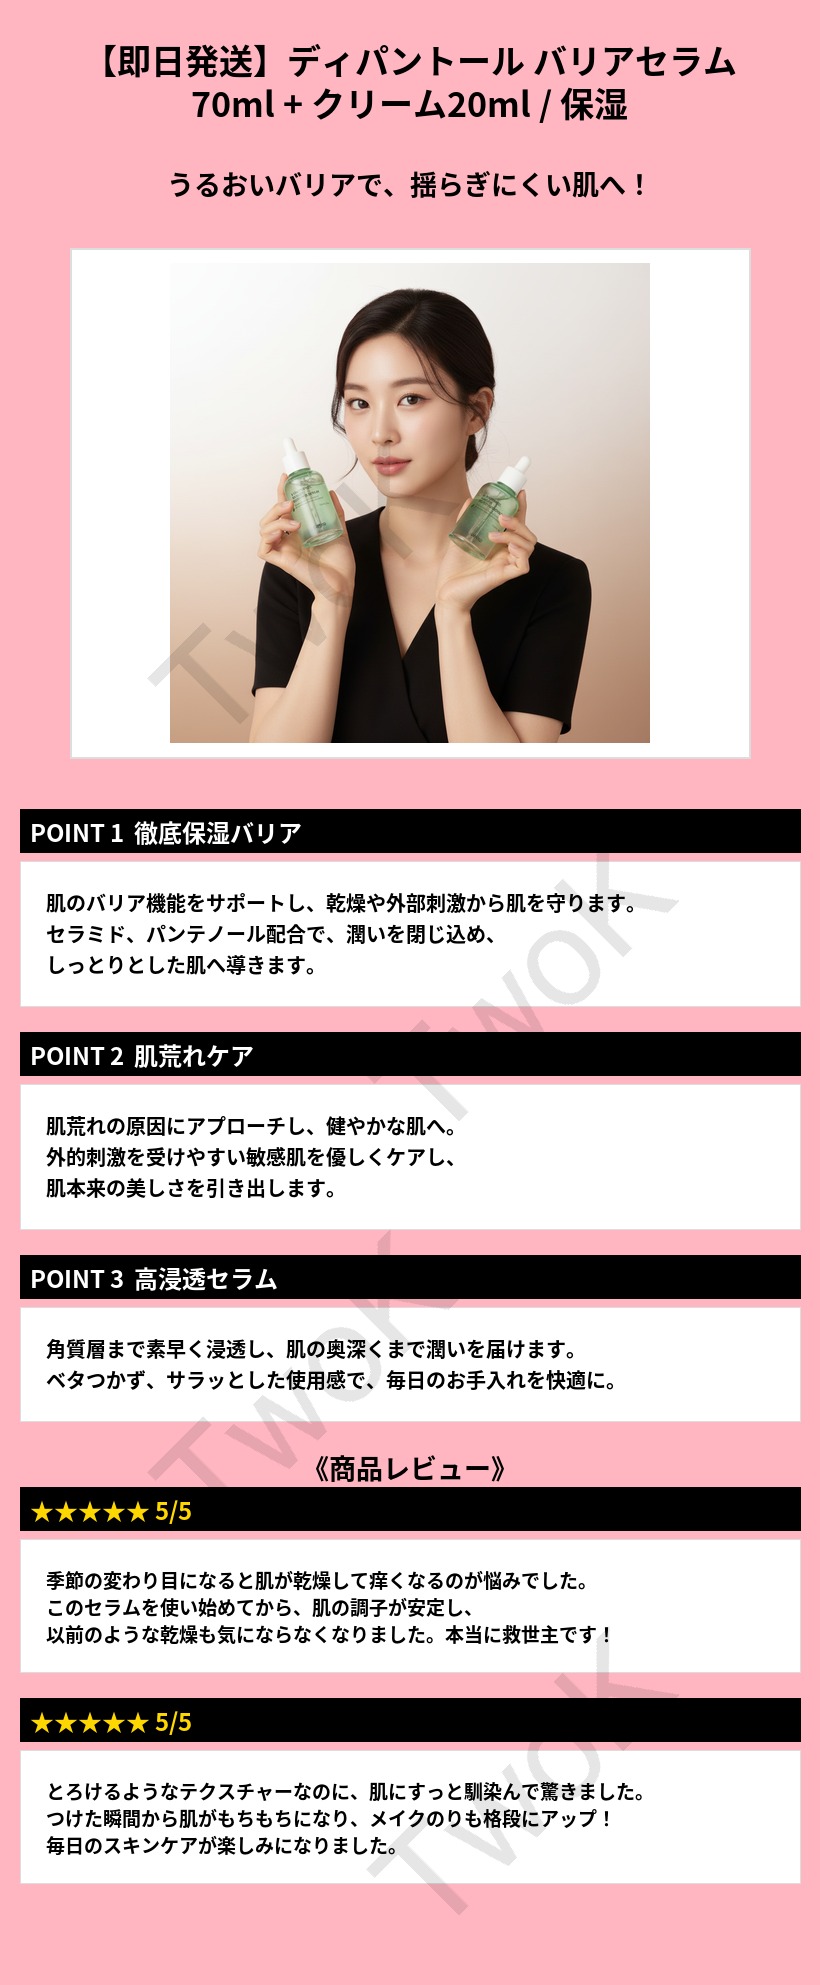 【即日発送】ディパントール バリアセラム
70ml + クリーム20ml / 保湿
うるおいバリアで、揺らぎにくい肌へ！
TwoK
POINT 1 徹底保湿バリア
肌のバリア機能をサポートし、乾燥や外部刺激から肌を守ります。
セラミド、パンテノール配合で、潤いを閉じ込め、
しっとりとした肌へ導きます。
TwoK
POINT 2 肌荒れケア
肌荒れの原因にアプローチし、健やかな肌へ。
外的刺激を受けやすい敏感肌を優しくケアし、
肌本来の美しさを引き出します。
POINT 3 高浸透セラム
角質層まで素早く浸透し、肌の奥深くまで潤いを届けます。
ベタつかず、サラッとした使用感で、毎日のお手入れを快適に。
TwoK
《商品レビュー》
★★★★★ 5/5
季節の変わり目になると肌が乾燥して痒くなるのが悩みでした。
このセラムを使い始めてから、肌の調子が安定し、
以前のような乾燥も気にならなくなりました。本当に救世主です！
★★★★★ 5/5
とろけるようなテクスチャーなのに、肌にすっと馴染んで驚きました。
つけた瞬間から肌がもちもちになり、メイクのりも格段にアップ！
毎日のスキンケアが楽しみになりました。
TwoK